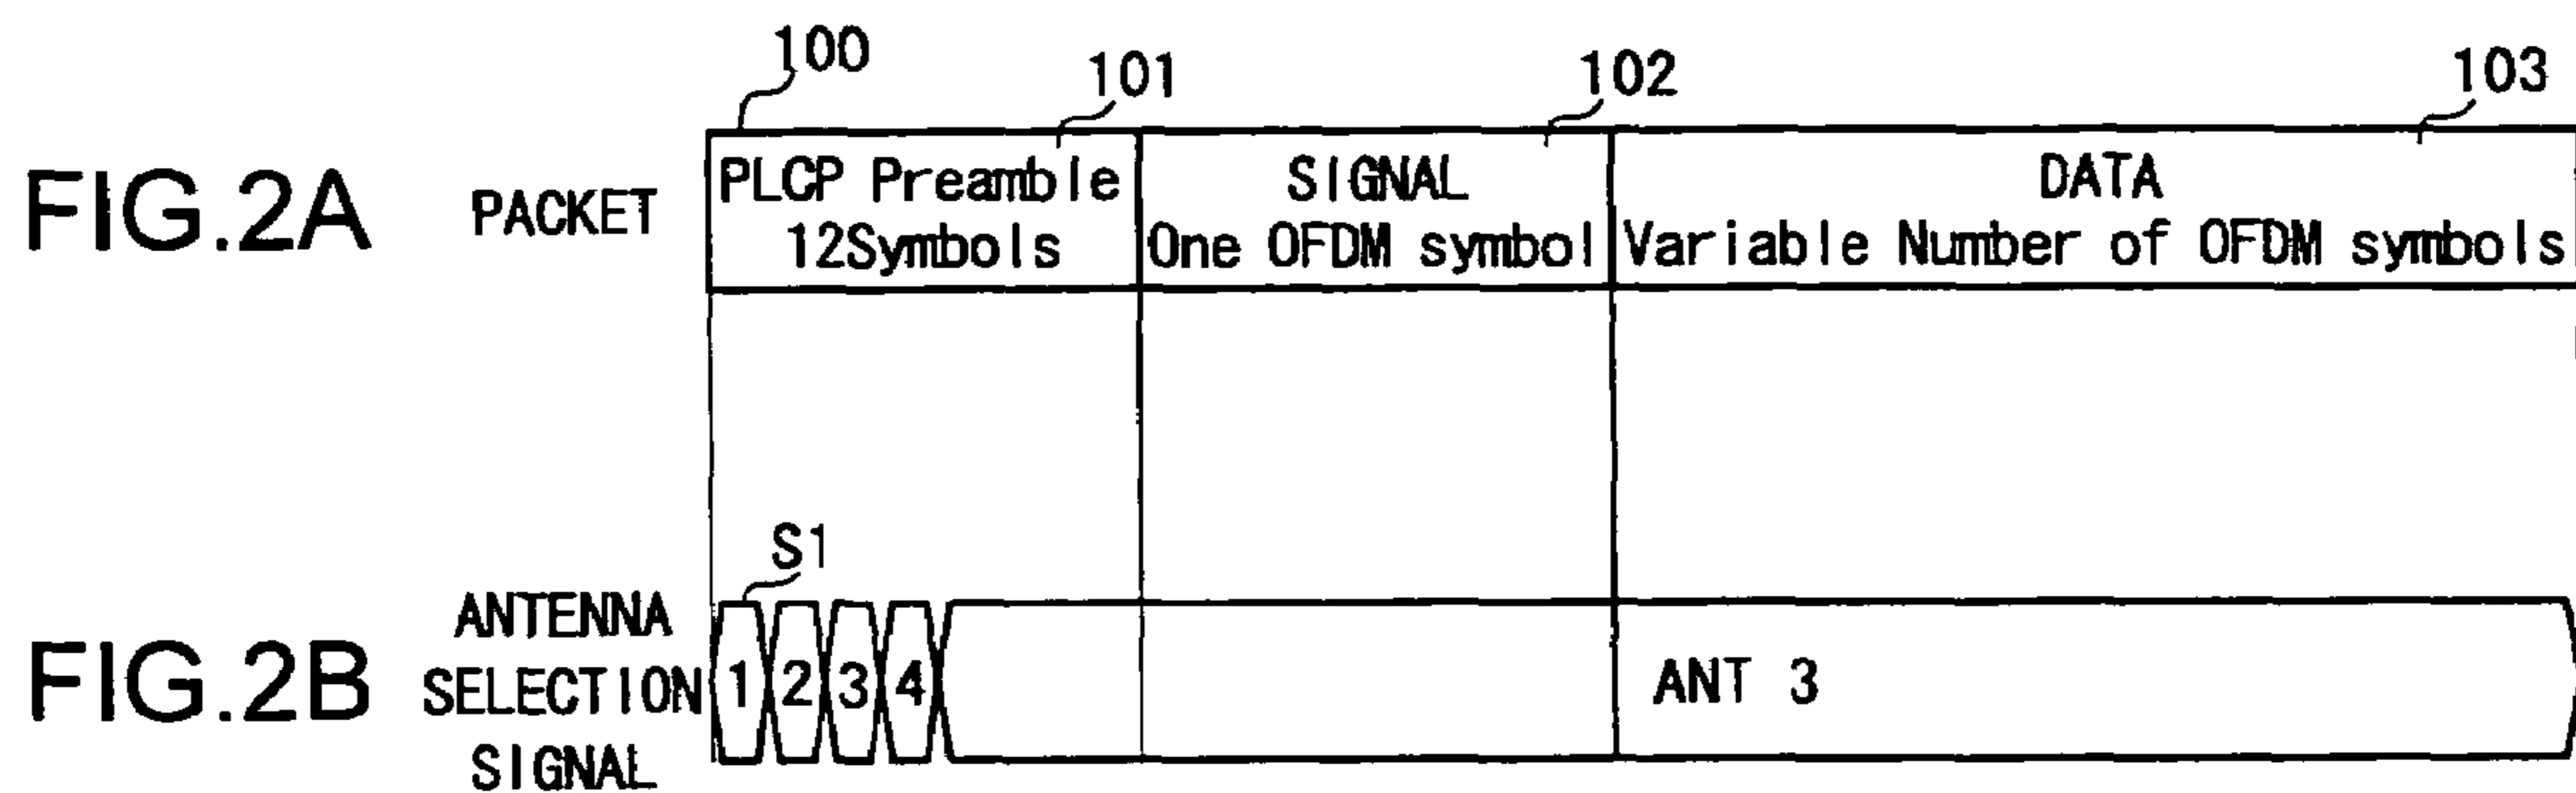 100
101
102
103
FIG.2A
PACKET
PLCP Preamble
12Symbols
SIGNAL
One OFDM symbol
DATA
Variable Number of OFDM symbols
S1
FIG.2B
ANTENNA
SELECTION
SIGNAL
1
2
3
4
ANT 3